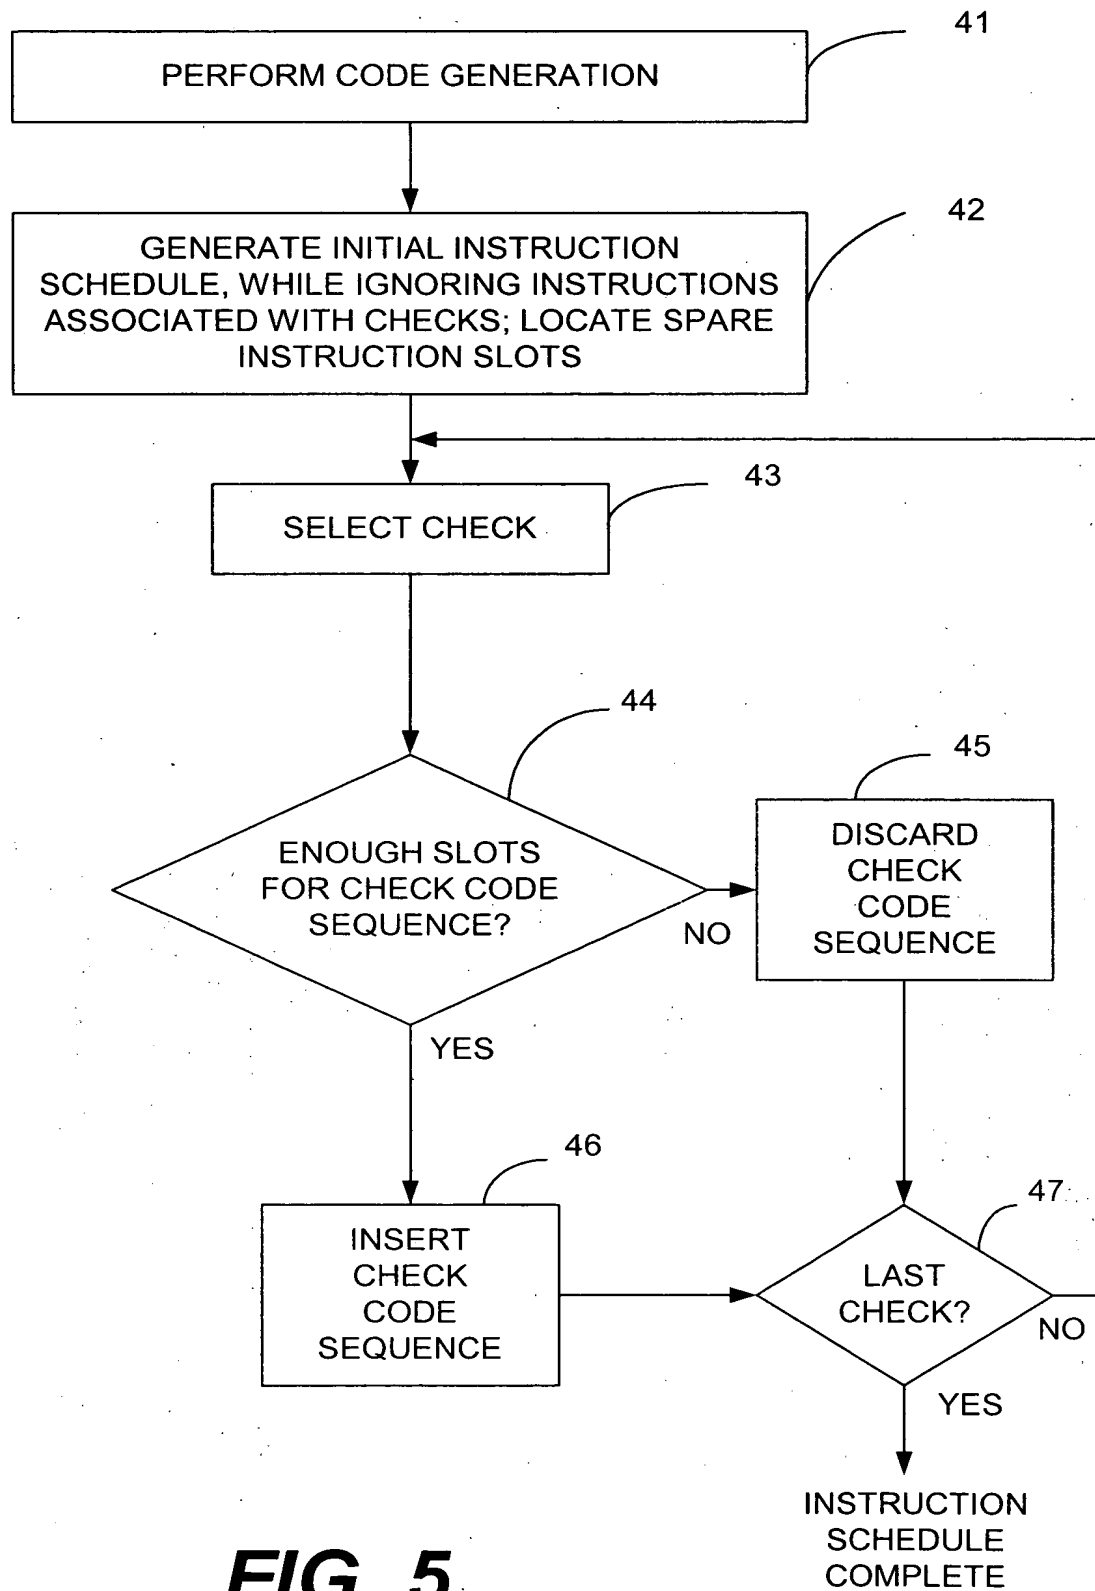 41
PERFORM CODE GENERATION
42
GENERATE INITIAL INSTRUCTION
SCHEDULE, WHILE IGNORING INSTRUCTIONS
ASSOCIATED WITH CHECKS; LOCATE SPARE
INSTRUCTION SLOTS
43
SELECT CHECK
44
ENOUGH SLOTS
FOR CHECK CODE
SEQUENCE?
NO
YES
45
DISCARD
CHECK
CODE
SEQUENCE
46
INSERT
CHECK
CODE
SEQUENCE
47
LAST
CHECK?
NO
YES
INSTRUCTION
SCHEDULE
COMPLETE
FIG. 5